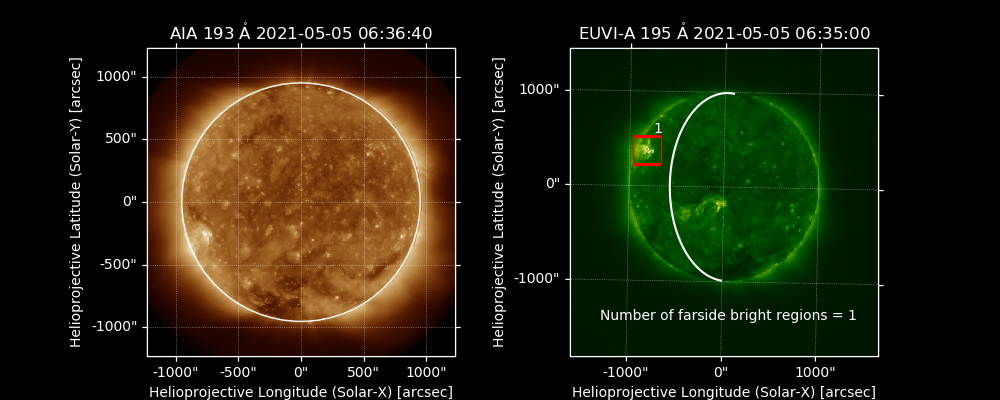 AIA 193 Å 2021-05-05 06:36:40
EUVI-A 195 Å 2021-05-05 06:35:00
Helioprojective Latitude (Solar-Y) [arcsec]
1000"
500"
0"
-500"
-1000"
-1000"
-500"
0"
500"
1000"
Helioprojective Longitude (Solar-X) [arcsec]
Helioprojective Latitude (Solar-Y) [arcsec]
1000"
0"
-1000"
1
Number of farside bright regions = 1
-1000"
0"
1000"
Helioprojective Longitude (Solar-X) [arcsec]